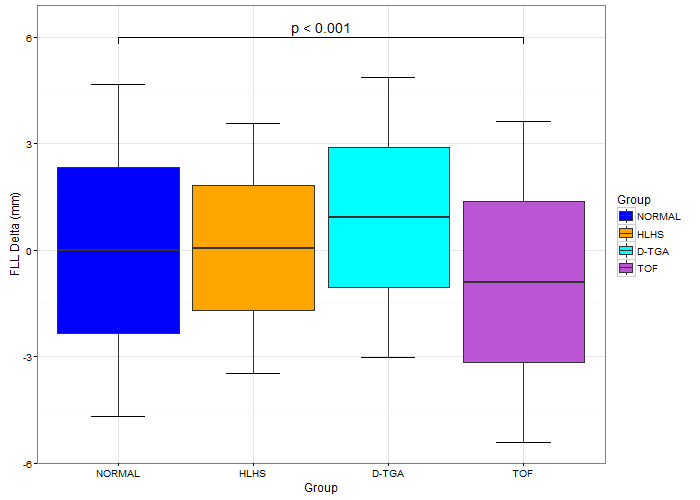 p < 0.001
6
3
0
-3
-6
FLL Delta (mm)
NORMAL
HLHS
D-TGA
TOF
Group
Group
NORMAL
HLHS
D-TGA
TOF